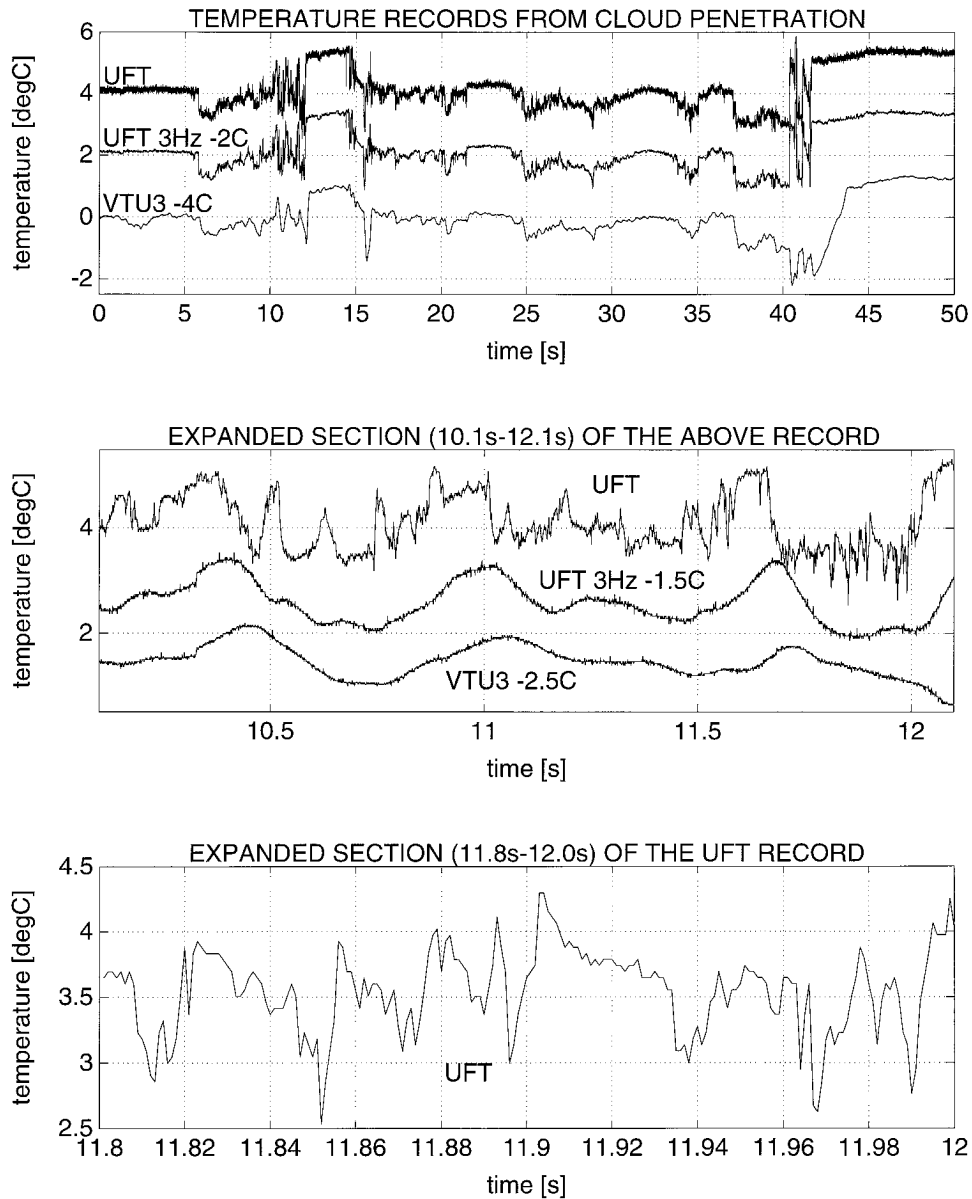 TEMPERATURE RECORDS FROM CLOUD PENETRATION
temperature [degC]
6
4
2
0
-2
UFT
UFT 3Hz -2C
VTU3 -4C
0 5 10 15 20 25 30 35 40 45 50
time [s]
EXPANDED SECTION (10.1s-12.1s) OF THE ABOVE RECORD
temperature [degC]
4
2
UFT
UFT 3Hz -1.5C
VTU3 -2.5C
10.5 11 11.5 12
time [s]
EXPANDED SECTION (11.8s-12.0s) OF THE UFT RECORD
temperature [degC]
4.5
4
3.5
3
2.5
UFT
11.8 11.82 11.84 11.86 11.88 11.9 11.92 11.94 11.96 11.98 12
time [s]